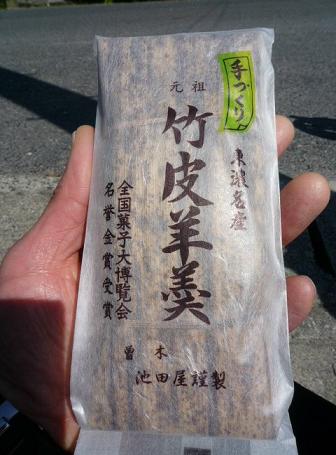 手づくり
東濃名産
元祖
竹皮羊羹
全国菓子大博覧会
名誉金賞受賞
曽木
池田屋謹製